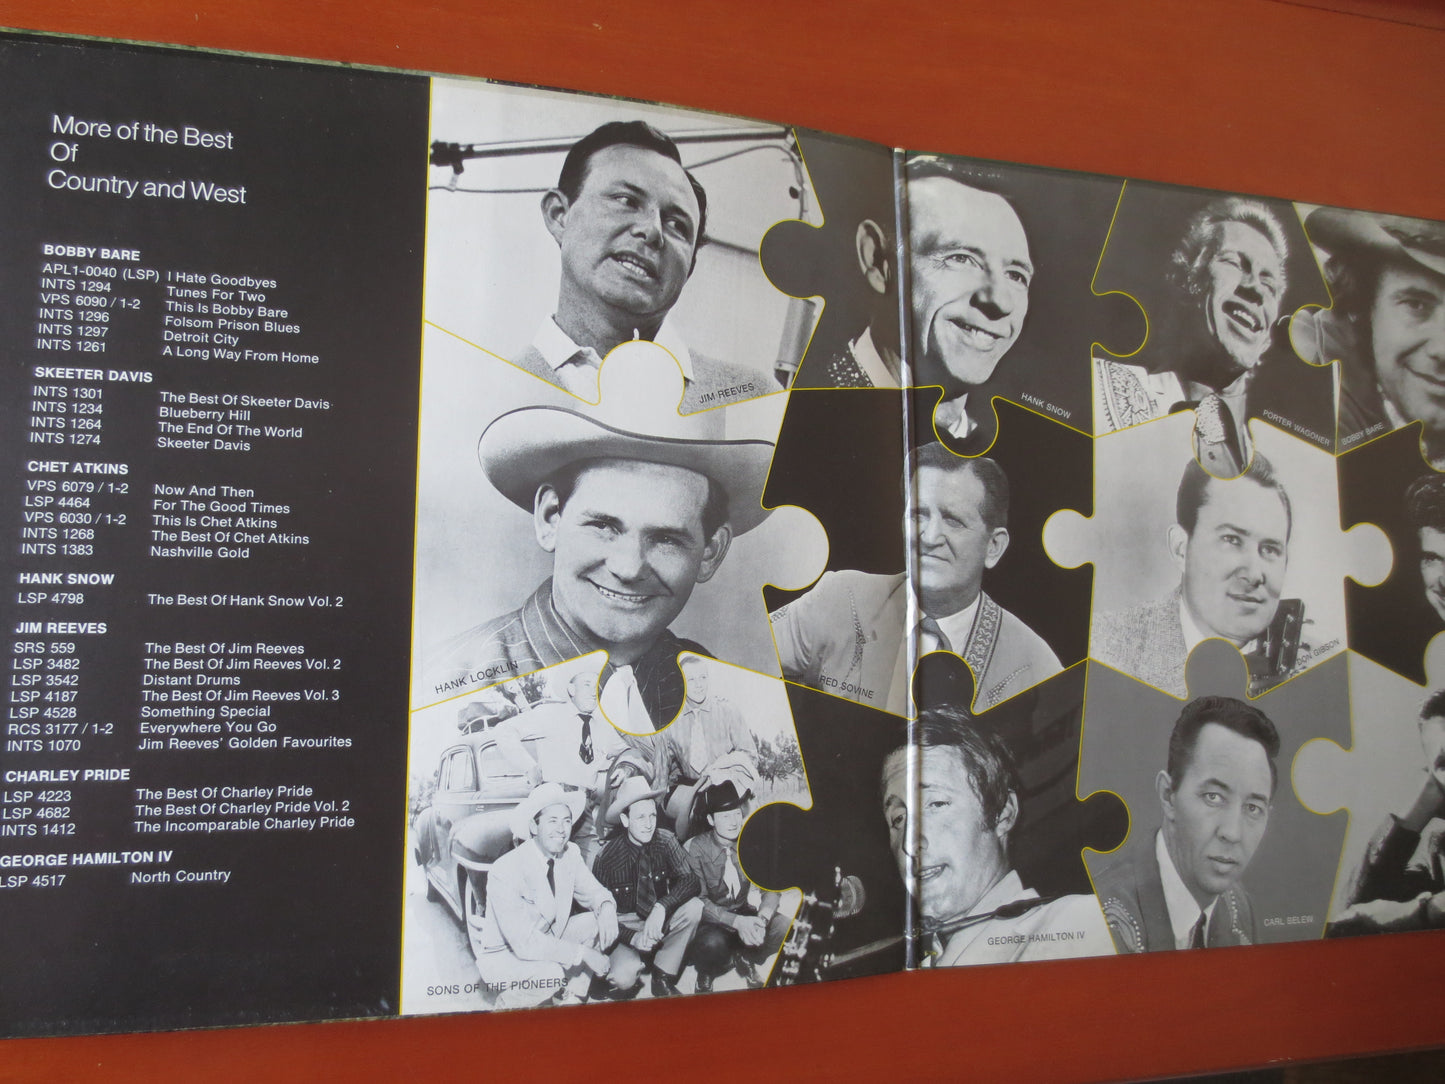 More of the Best
Of
Country and West
BOBBY BARE
APL1-0040 (LSP) I Hate Goodbyes
INTS 1294 Tunes For Two
VPS 6090 / 1-2 This Is Bobby Bare
INTS 1296 Folsom Prison Blues
INTS 1297 Detroit City
INTS 1261 A Long Way From Home
SKEETER DAVIS
INTS 1301 The Best Of Skeeter Davis
INTS 1234 Blueberry Hill
INTS 1264 The End Of The World
INTS 1274 Skeeter Davis
CHET ATKINS
VPS 6079 / 1-2 Now And Then
LSP 4464 For The Good Times
VPS 6030 / 1-2 This Is Chet Atkins
INTS 1268 The Best Of Chet Atkins
INTS 1383 Nashville Gold
HANK SNOW
LSP 4798 The Best Of Hank Snow Vol. 2
JIM REEVES
SRS 559 The Best Of Jim Reeves
LSP 3482 The Best Of Jim Reeves Vol. 2
LSP 3542 Distant Drums
LSP 4187 The Best Of Jim Reeves Vol. 3
LSP 4528 Something Special
RCS 3177 / 1-2 Everywhere You Go
INTS 1070 Jim Reeves' Golden Favourites
CHARLEY PRIDE
LSP 4223 The Best Of Charley Pride
LSP 4682 The Best Of Charley Pride Vol. 2
INTS 1412 The Incomparable Charley Pride
GEORGE HAMILTON IV
LSP 4517 North Country
JIM REEVES
HANK SNOW
PORTER WAGONER
BOBBY BARE
HANK LOCKLIN
RED SOVINE
DON GIBSON
SONS OF THE PIONEERS
GEORGE HAMILTON IV
CARL BELEW